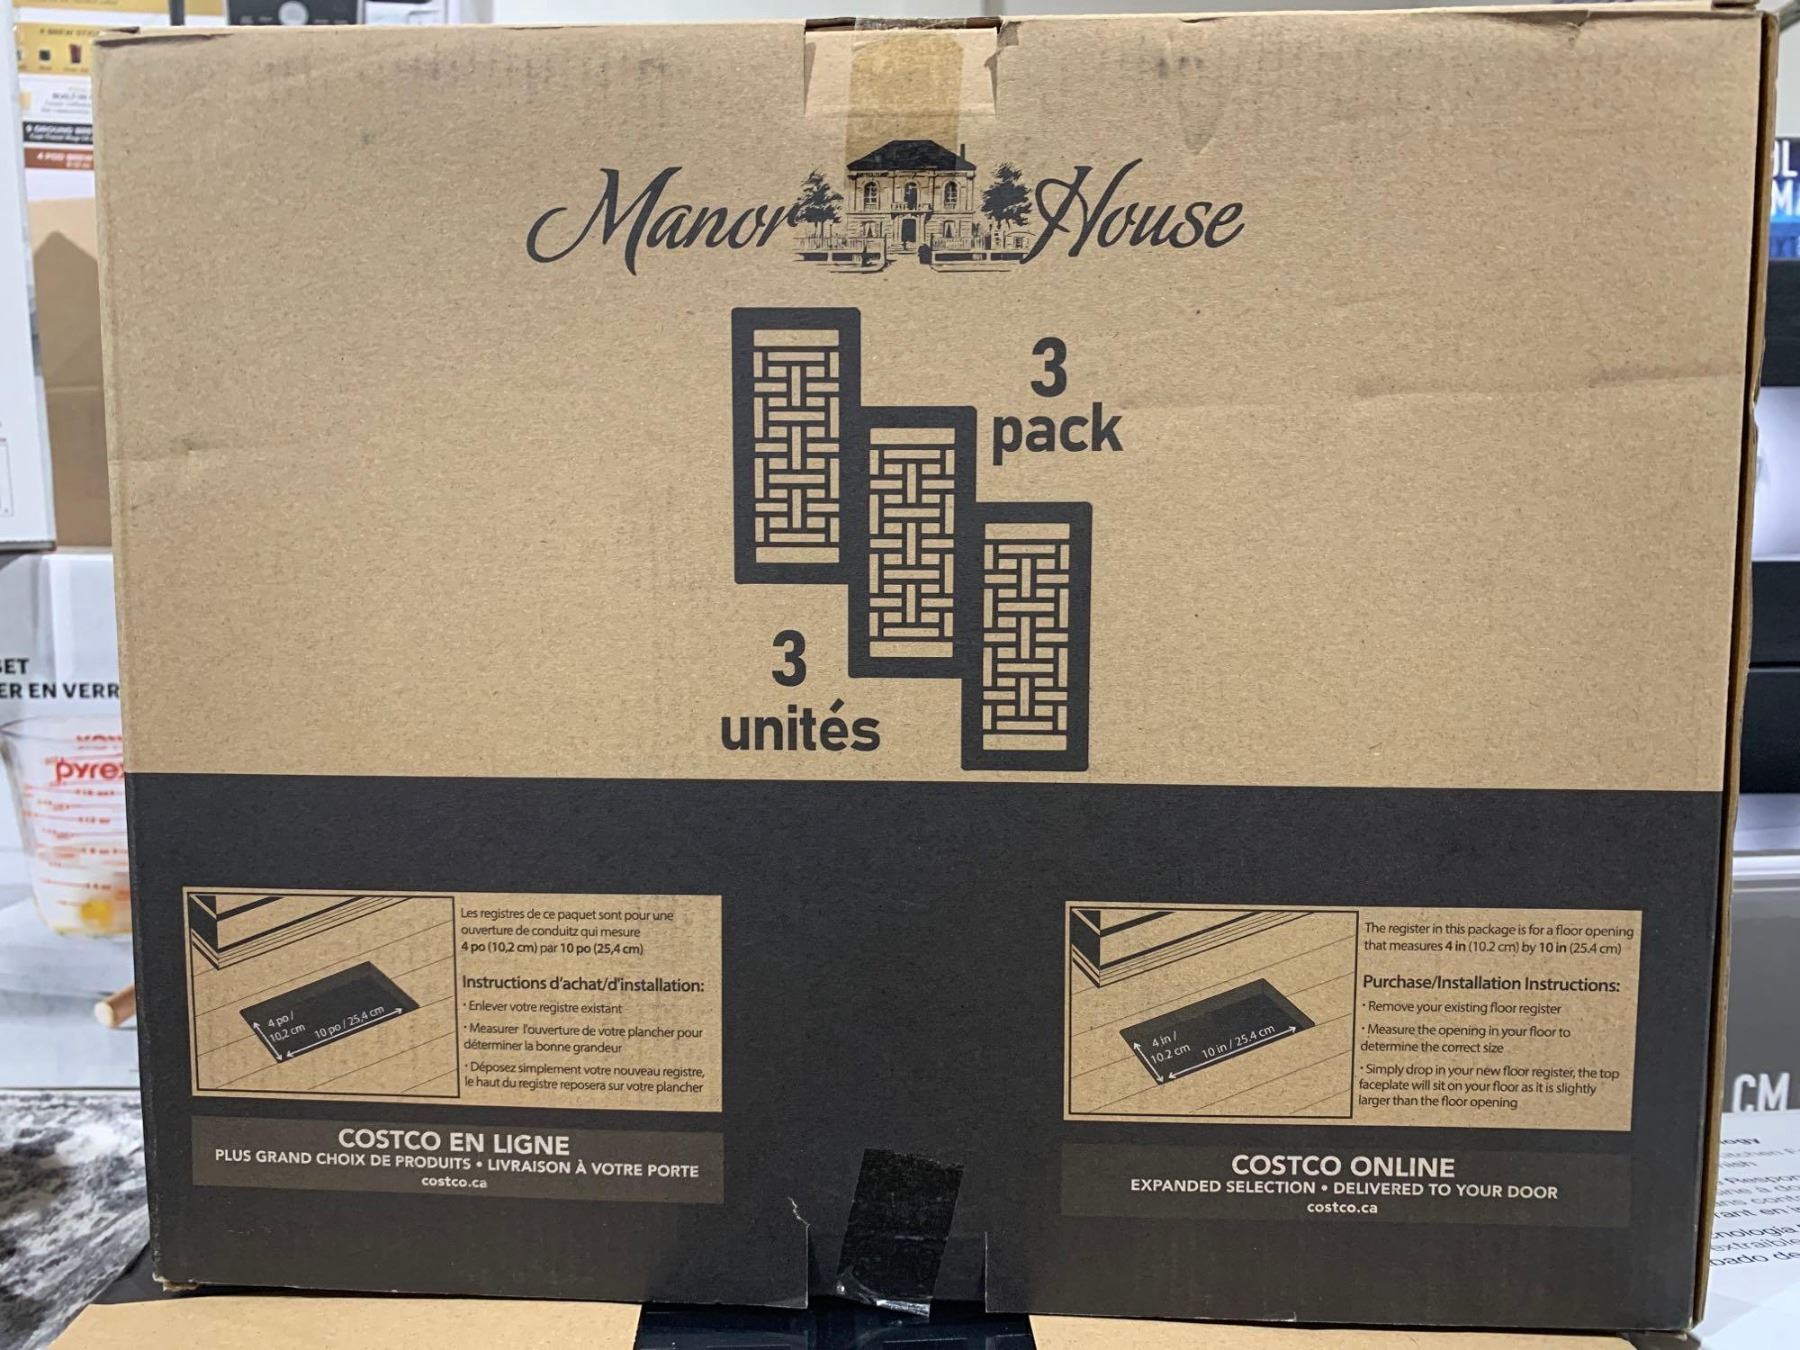 Manor House
3
pack
3
unités
Les registres de ce paquet sont pour une
ouverture de conduitz qui mesure
4 po (10,2 cm) par 10 po (25,4 cm)
Instructions d'achat/d'installation:
• Enlever votre registre existant
• Measurer l'ouverture de votre plancher pour
déterminer la bonne grandeur
• Déposez simplement votre nouveau registre,
le haut du registre reposera sur votre plancher
4 po /
10,2 cm
10 po / 25,4 cm
COSTCO EN LIGNE
PLUS GRAND CHOIX DE PRODUITS • LIVRAISON À VOTRE PORTE
costco.ca
The register in this package is for a floor opening
that measures 4 in (10.2 cm) by 10 in (25.4 cm)
Purchase/Installation Instructions:
• Remove your existing floor register
• Measure the opening in your floor to
determine the correct size
• Simply drop in your new floor register, the top
faceplate will sit on your floor as it is slightly
larger than the floor opening
4 in /
10.2 cm
10 in / 25.4 cm
COSTCO ONLINE
EXPANDED SELECTION • DELIVERED TO YOUR DOOR
costco.ca
ET
ER EN VERR
pyrex
CM